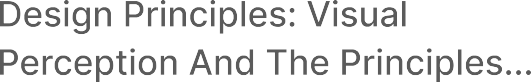 Design Principles: Visual
Perception And The Principles...